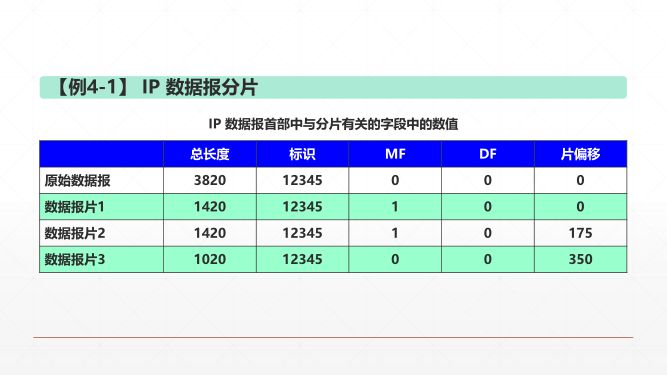 【例4-1】 IP 数据报分片
IP 数据报首部中与分片有关的字段中的数值
总长度 标识 MF DF 片偏移
原始数据报 3820 12345 0 0 0
数据报片1 1420 12345 1 0 0
数据报片2 1420 12345 1 0 175
数据报片3 1020 12345 0 0 350